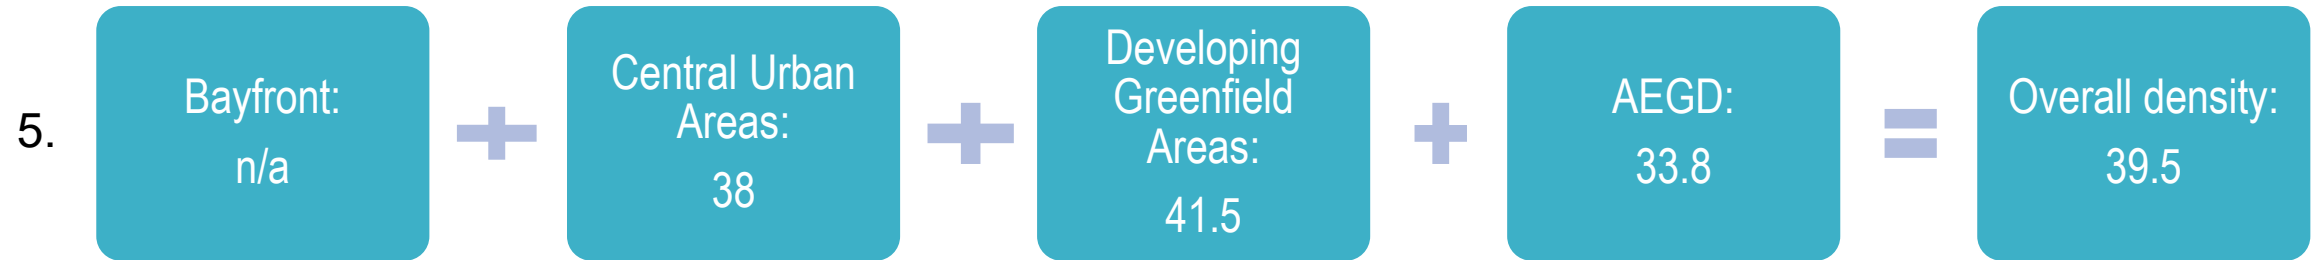 5.
Bayfront:
n/a
Central Urban
Areas:
38
Developing
Greenfield
Areas:
41.5
AEGD:
33.8
Overall density:
39.5